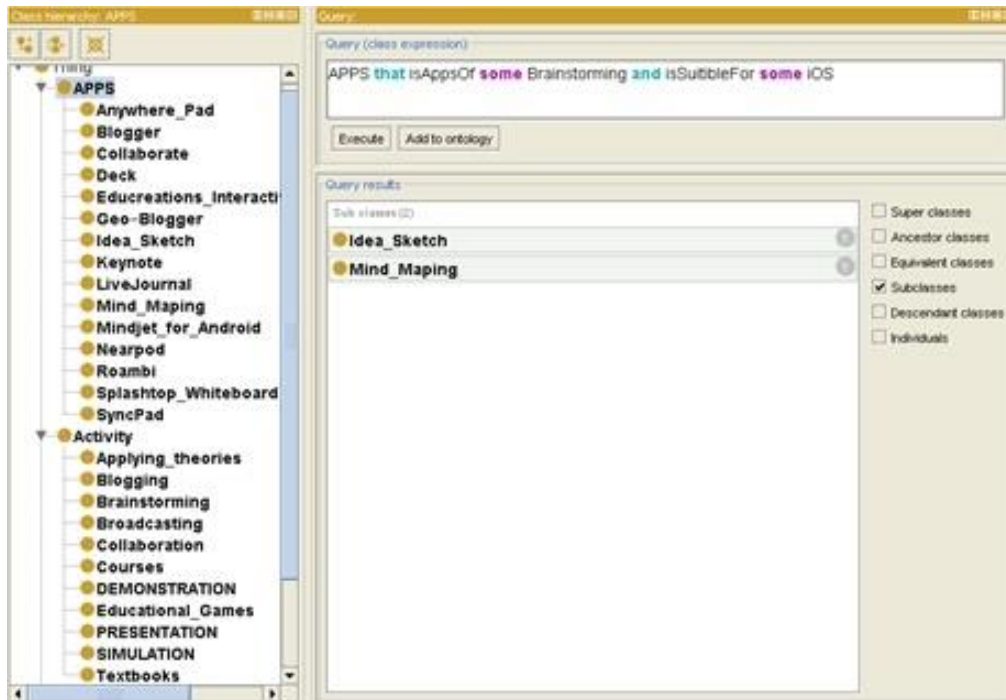 Class hierarchy: APPS
Thing
APPS
Anywhere_Pad
Blogger
Collaborate
Deck
Educreations_Interacti
Geo-Blogger
Idea_Sketch
Keynote
LiveJournal
Mind_Maping
Mindjet_for_Android
Nearpod
Roambi
Splashtop_Whiteboard
SyncPad
Activity
Applying_theories
Blogging
Brainstorming
Broadcasting
Collaboration
Courses
DEMONSTRATION
Educational_Games
PRESENTATION
SIMULATION
Textbooks
Query:
Query (class expression)
APPS that isAppsOf some Brainstorming and isSuitibleFor some iOS
Execute
Add to ontology
Query results
Sub classes (2)
Idea_Sketch
Mind_Maping
Super classes
Ancestor classes
Equivalent classes
Subclasses
Descendant classes
Individuals